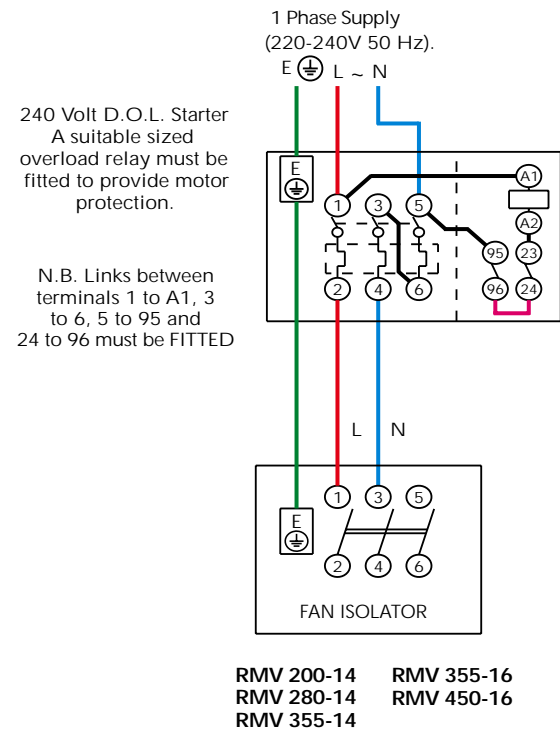 1 Phase Supply
(220-240V 50 Hz).
E L ~ N
240 Volt D.O.L. Starter
A suitable sized
overload relay must be
fitted to provide motor
protection.
N.B. Links between
terminals 1 to A1, 3
to 6, 5 to 95 and
24 to 96 must be FITTED
E
A1
1 3 5
A2
95 23
2 4 6 96 24
L N
1 3 5
E
2 4 6
FAN ISOLATOR
RMV 200-14 RMV 355-16
RMV 280-14 RMV 450-16
RMV 355-14